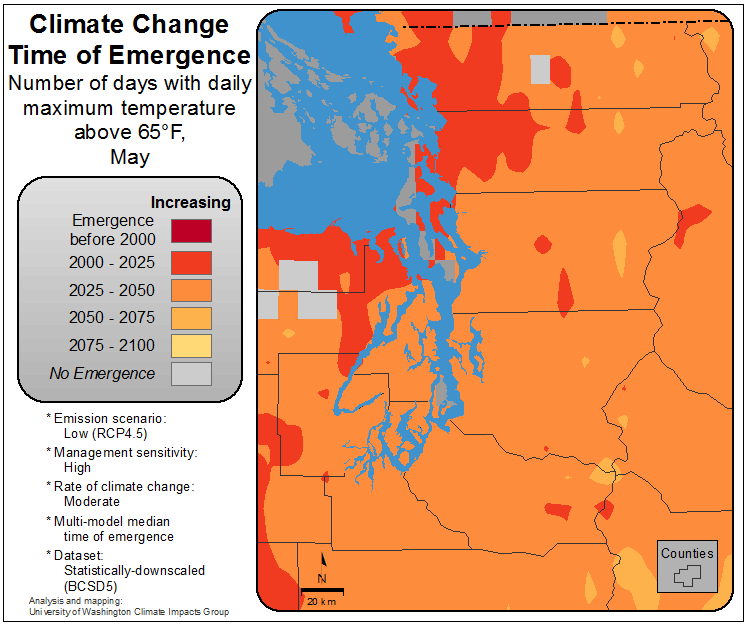 Climate Change
Time of Emergence
Number of days with daily
maximum temperature
above 65°F,
May
Increasing
Emergence
before 2000
2000 - 2025
2025 - 2050
2050 - 2075
2075 - 2100
No Emergence
* Emission scenario:
Low (RCP4.5)
* Management sensitivity:
High
* Rate of climate change:
Moderate
* Multi-model median
time of emergence
* Dataset:
Statistically-downscaled
(BCSD5)
Analysis and mapping:
University of Washington Climate Impacts Group
N
20 km
Counties